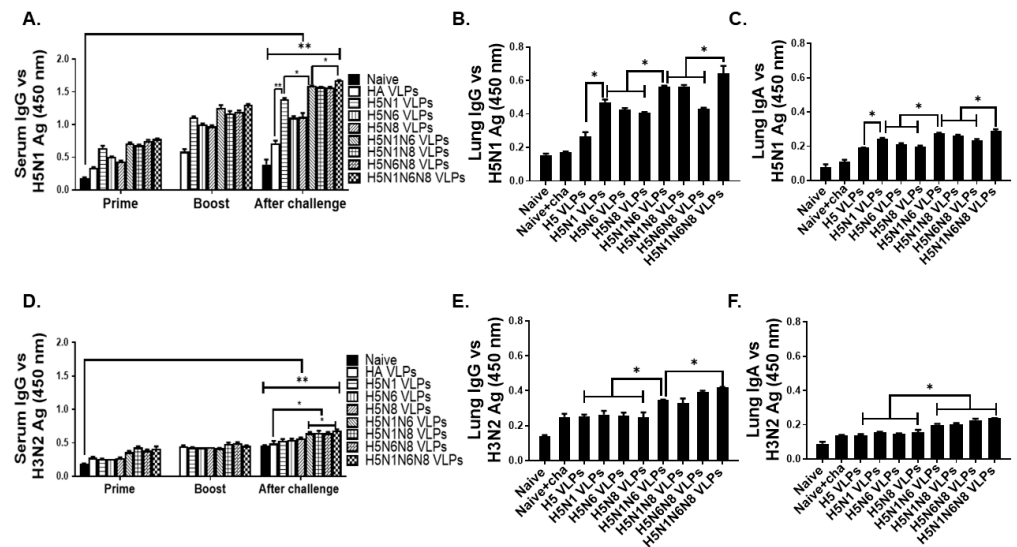 A.
Serum IgG vs
H5N1 Ag (450 nm)
2.0
1.5
1.0
0.5
0.0
**
**
*
*
Prime
Boost
After challenge
Naive
HA VLPs
H5N1 VLPs
H5N6 VLPs
H5N8 VLPs
H5N1N6 VLPs
H5N1N8 VLPs
H5N6N8 VLPs
H5N1N6N8 VLPs
B.
Lung IgG vs
H5N1 Ag (450 nm)
0.8
0.6
0.4
0.2
0.0
*
*
*
Naive
Naive+cha
H5 VLPs
H5N1 VLPs
H5N6 VLPs
H5N8 VLPs
H5N1N6 VLPs
H5N1N8 VLPs
H5N6N8 VLPs
H5N1N6N8 VLPs
C.
Lung IgA vs
H5N1 Ag (450 nm)
0.8
0.6
0.4
0.2
0.0
*
*
*
Naive
Naive+cha
H5 VLPs
H5N1 VLPs
H5N6 VLPs
H5N8 VLPs
H5N1N6 VLPs
H5N1N8 VLPs
H5N6N8 VLPs
H5N1N6N8 VLPs
D.
Serum IgG vs
H3N2 Ag (450 nm)
2.0
1.5
1.0
0.5
0.0
**
*
*
Prime
Boost
After challenge
Naive
HA VLPs
H5N1 VLPs
H5N6 VLPs
H5N8 VLPs
H5N1N6 VLPs
H5N1N8 VLPs
H5N6N8 VLPs
H5N1N6N8 VLPs
E.
Lung IgG vs
H3N2 Ag (450 nm)
0.8
0.6
0.4
0.2
0.0
*
*
Naive
Naive+cha
H5 VLPs
H5N1 VLPs
H5N6 VLPs
H5N8 VLPs
H5N1N6 VLPs
H5N1N8 VLPs
H5N6N8 VLPs
H5N1N6N8 VLPs
F.
Lung IgA vs
H3N2 Ag (450 nm)
0.8
0.6
0.4
0.2
0.0
*
Naive
Naive+cha
H5 VLPs
H5N1 VLPs
H5N6 VLPs
H5N8 VLPs
H5N1N6 VLPs
H5N1N8 VLPs
H5N6N8 VLPs
H5N1N6N8 VLPs